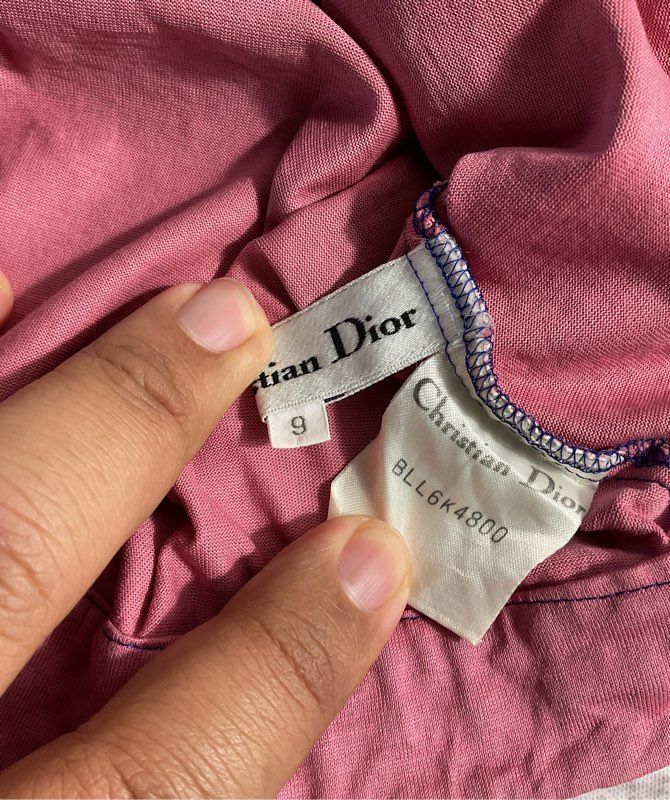 stian Dior
9
Christian Dior
BLL6K4800